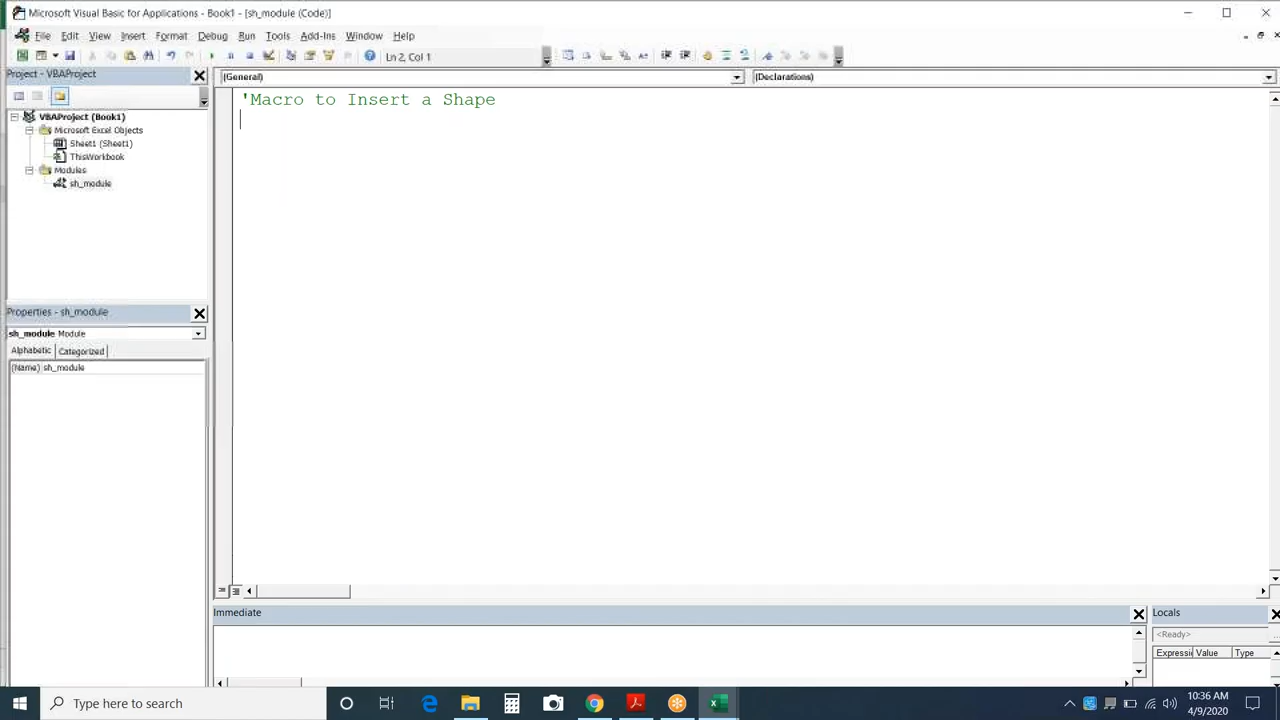 Microsoft Visual Basic for Applications - Book1 - [sh_module (Code)]
File Edit View Insert Format Debug Run Tools Add-Ins Window Help
Ln 2, Col 1
Project - VBAProject
(General)
(Declarations)
VBAProject (Book1)
Microsoft Excel Objects
Sheet1 (Sheet1)
ThisWorkbook
Modules
sh_module
'Macro to Insert a Shape
Properties - sh_module
sh_module Module
Alphabetic Categorized
(Name) sh_module
Immediate
Locals
<Ready>
Expressi Value Type
Type here to search
10:36 AM
4/9/2020